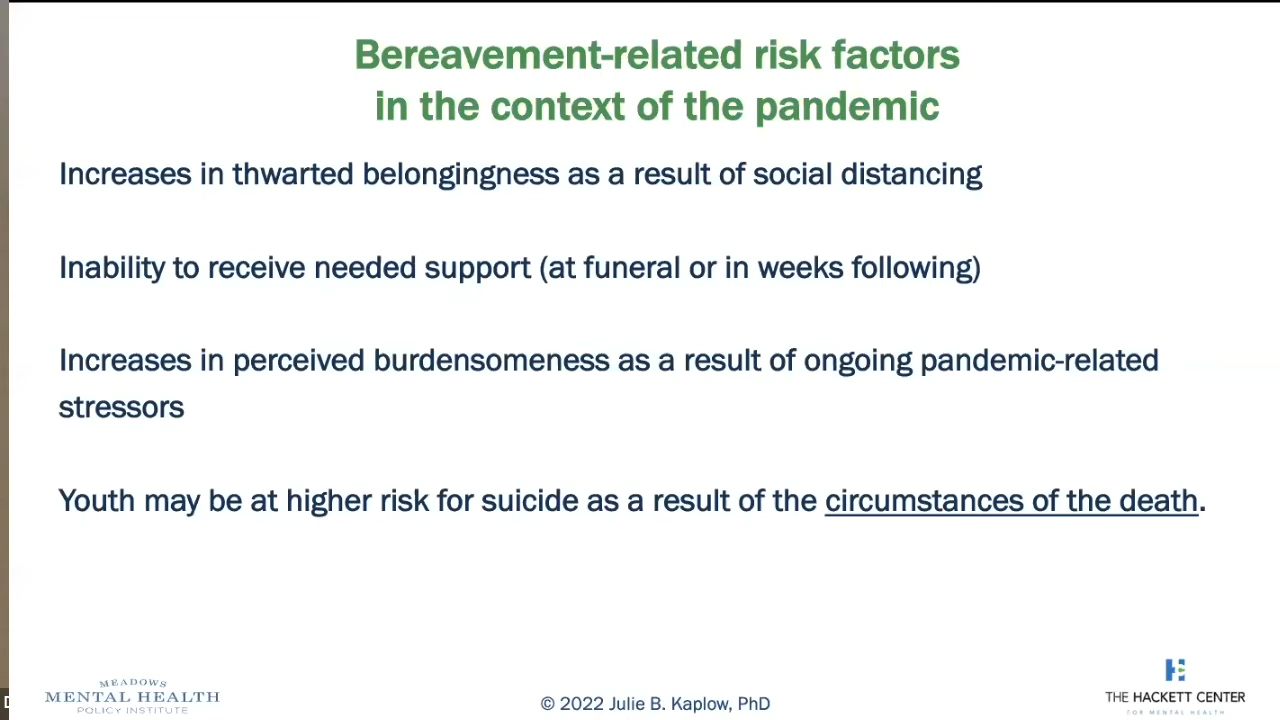 Bereavement-related risk factors
in the context of the pandemic
Increases in thwarted belongingness as a result of social distancing
Inability to receive needed support (at funeral or in weeks following)
Increases in perceived burdensomeness as a result of ongoing pandemic-related
stressors
Youth may be at higher risk for suicide as a result of the circumstances of the death.
MEADOWS
MENTAL HEALTH
POLICY INSTITUTE
© 2022 Julie B. Kaplow, PhD
THE HACKETT CENTER
FOR MENTAL HEALTH